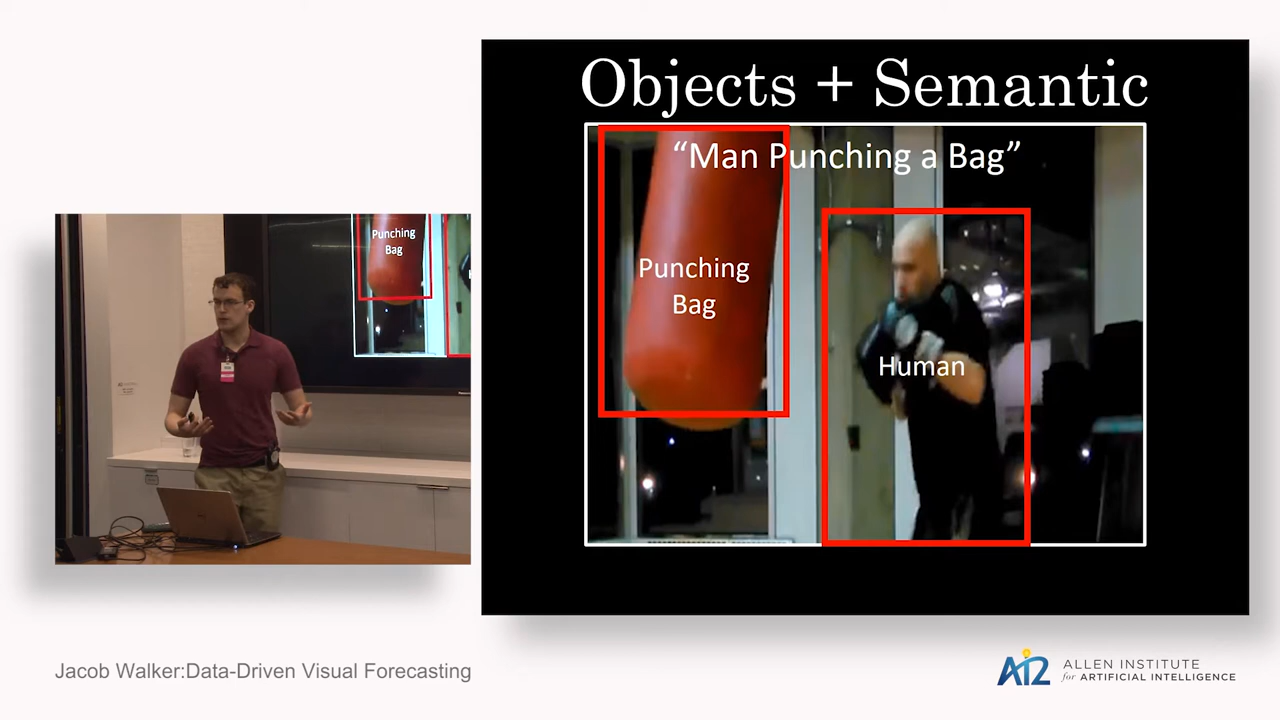 Objects + Semantic
“Man Punching a Bag”
Punching
Bag
Human
Punching
Bag
H
Jacob Walker:Data-Driven Visual Forecasting
AI2
ALLEN INSTITUTE
for ARTIFICIAL INTELLIGENCE